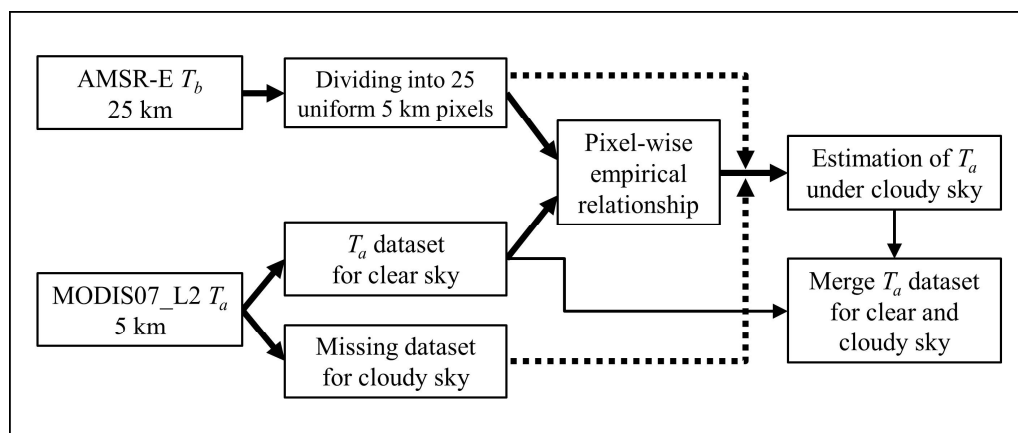 AMSR-E Tb
25 km
Dividing into 25
uniform 5 km pixels
Pixel-wise
empirical
relationship
Estimation of Ta
under cloudy sky
Ta dataset
for clear sky
MODIS07_L2 Ta
5 km
Missing dataset
for cloudy sky
Merge Ta dataset
for clear and
cloudy sky